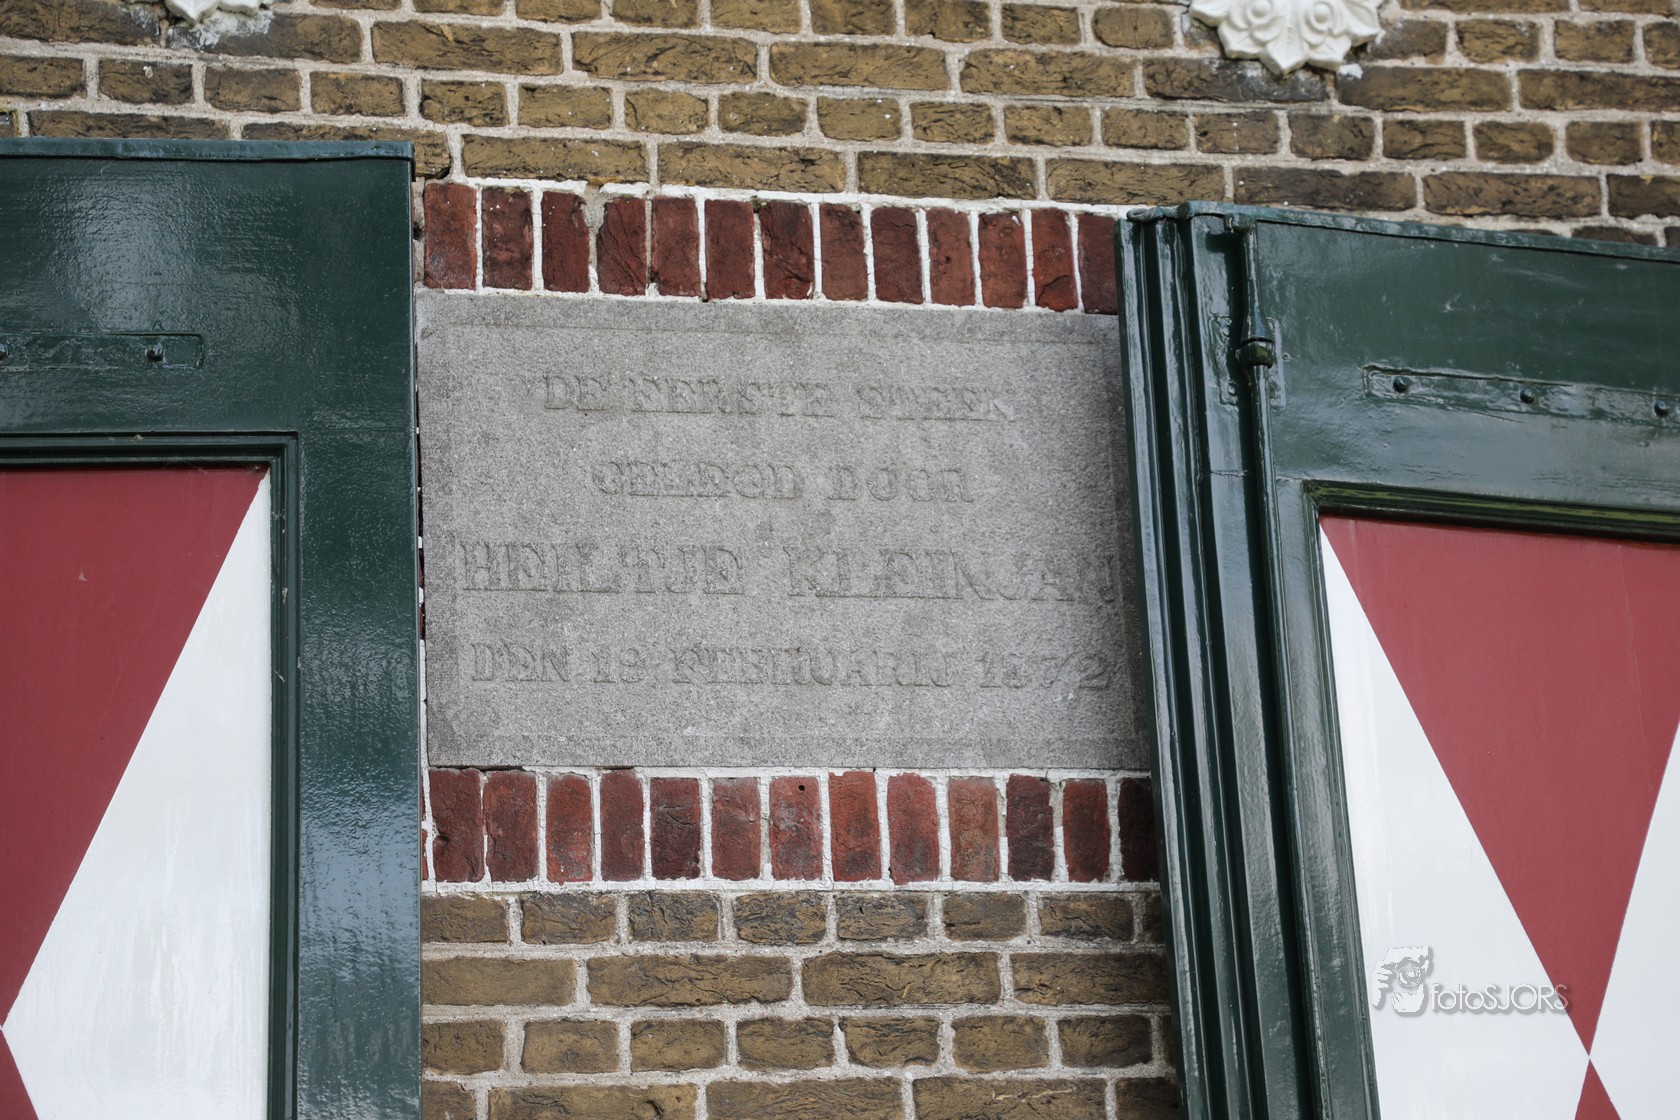 DE EERSTE STEEN
GELEGD DOOR
HEILTJE KLEINJAN
DEN 19 FEBRUARIJ 1872
fotoSJORS